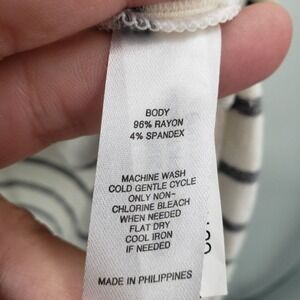 BODY
96% RAYON
4% SPANDEX
MACHINE WASH
COLD GENTLE CYCLE
ONLY NON-
CHLORINE BLEACH
WHEN NEEDED
FLAT DRY
COOL IRON
IF NEEDED
MADE IN PHILIPPINES